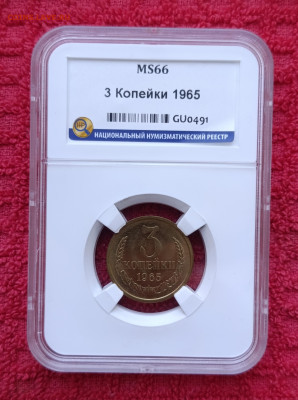 MS66
3 Копейки 1965
GU0491
НАЦИОНАЛЬНЫЙ НУМИЗМАТИЧЕСКИЙ РЕЕСТР
3
КОПЕЙКИ
1965